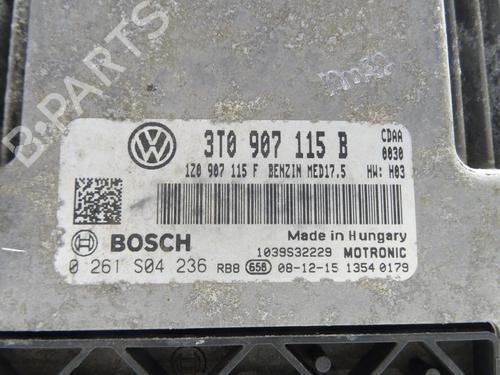 B-PARTS
3T0 907 115 B
CDAA
0030
1Z0 907 115 F BENZIN MED17.5 HW: H03
Made in Hungary
BOSCH
1039S32229 MOTRONIC
0 261 S04 236 RB8 658 08-12-15 1354 0179